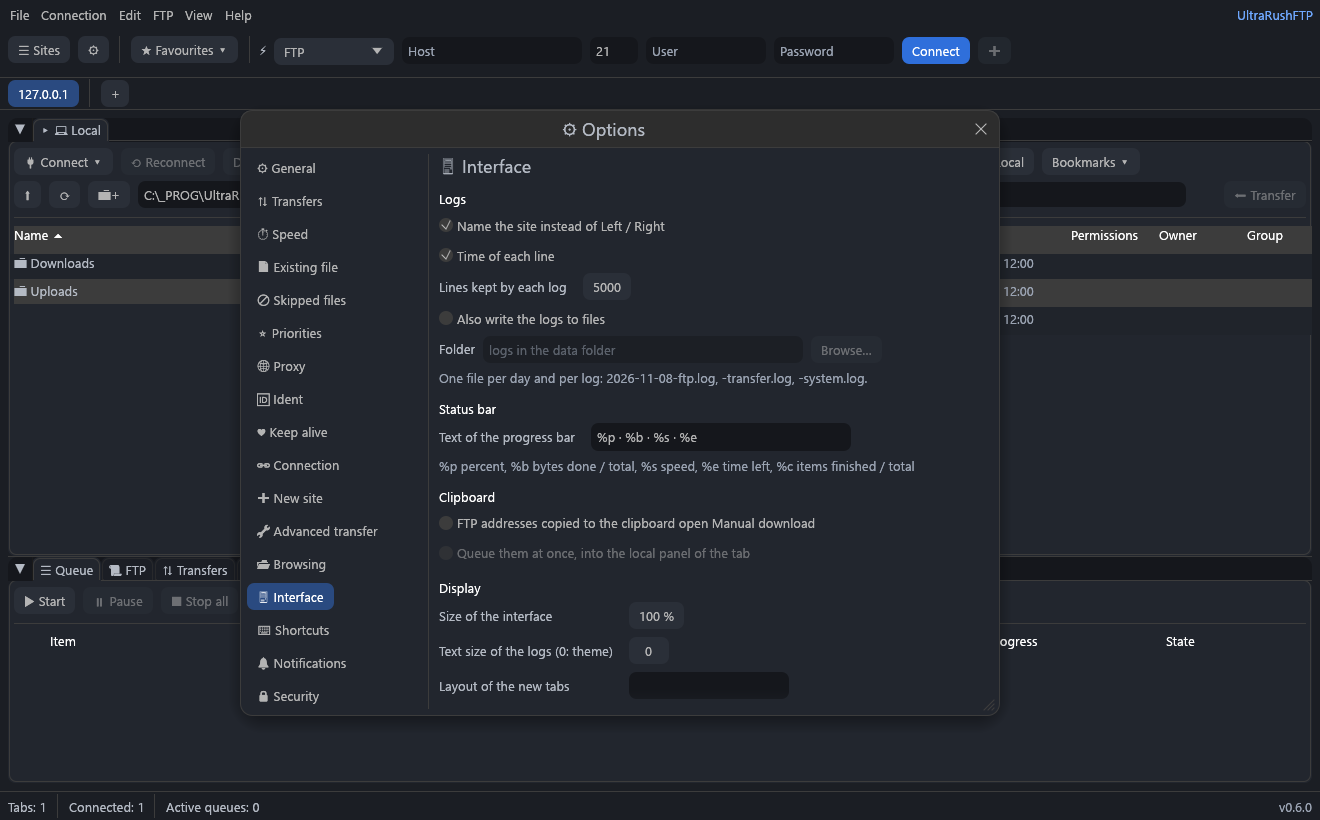 File Connection Edit FTP View Help UltraRushFTP
Sites Favourites FTP Host 21 User Password Connect +
127.0.0.1 +
Local
Connect Reconnect D ocal Bookmarks
C:\_PROG\UltraR Transfer
Name Permissions Owner Group
Downloads 12:00
Uploads 12:00
12:00
Queue FTP Transfers
Start Pause Stop all
Item ogress State
Options
General
Transfers
Speed
Existing file
Skipped files
Priorities
Proxy
Ident
Keep alive
Connection
New site
Advanced transfer
Browsing
Interface
Shortcuts
Notifications
Security
Interface
Logs
Name the site instead of Left / Right
Time of each line
Lines kept by each log 5000
Also write the logs to files
Folder logs in the data folder Browse...
One file per day and per log: 2026-11-08-ftp.log, -transfer.log, -system.log.
Status bar
Text of the progress bar %p · %b · %s · %e
%p percent, %b bytes done / total, %s speed, %e time left, %c items finished / total
Clipboard
FTP addresses copied to the clipboard open Manual download
Queue them at once, into the local panel of the tab
Display
Size of the interface 100 %
Text size of the logs (0: theme) 0
Layout of the new tabs
Tabs: 1 Connected: 1 Active queues: 0 v0.6.0